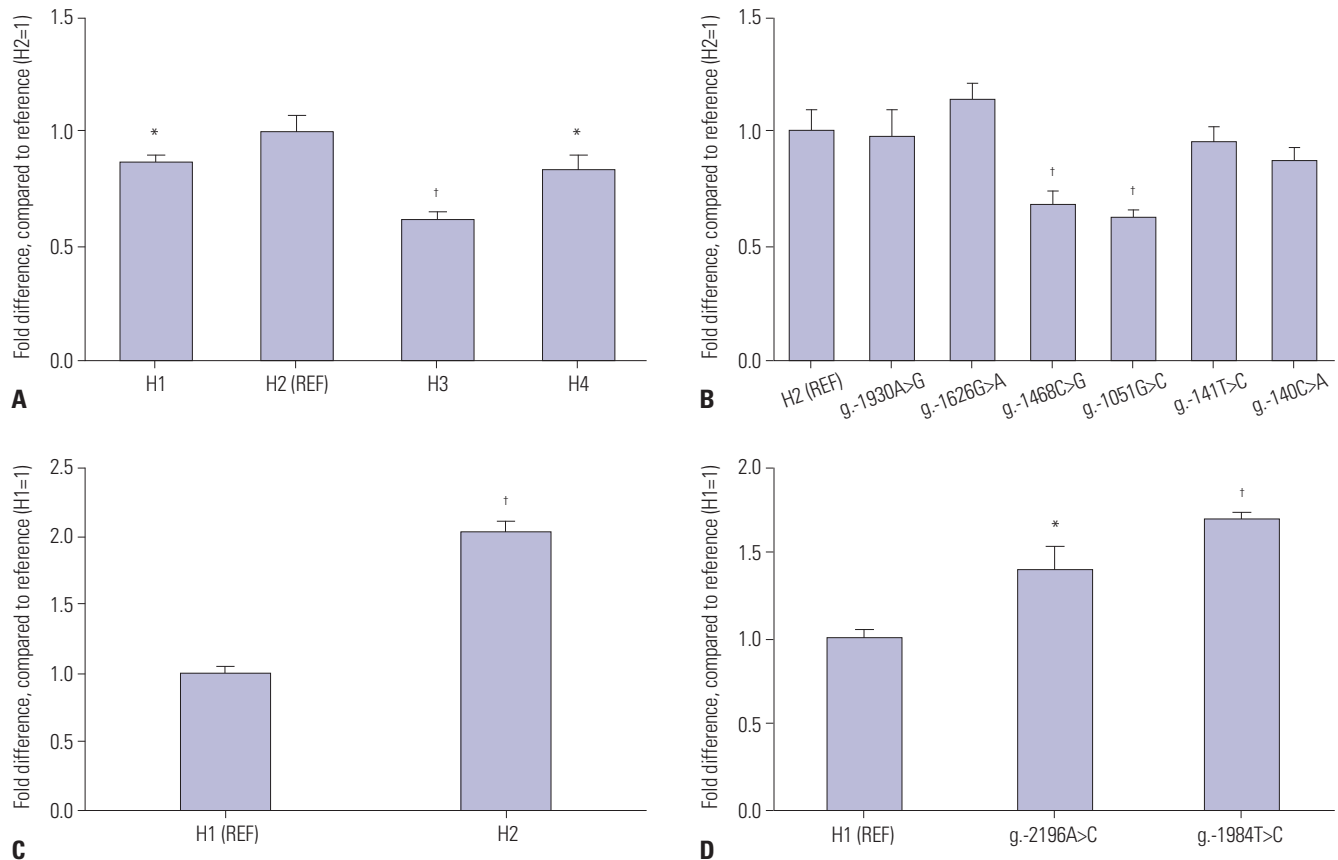 Fold difference, compared to reference (H2=1)
1.5
1.0
0.5
0.0
*
†
*
H1
H2 (REF)
H3
H4
A
Fold difference, compared to reference (H2=1)
1.5
1.0
0.5
0.0
†
†
H2 (REF)
g.-1930A>G
g.-1626G>A
g.-1468C>G
g.-1051G>C
g.-141T>C
g.-140C>A
B
Fold difference, compared to reference (H1=1)
2.5
2.0
1.5
1.0
0.5
0.0
†
H1 (REF)
H2
C
Fold difference, compared to reference (H1=1)
2.0
1.5
1.0
0.5
0.0
*
†
H1 (REF)
g.-2196A>C
g.-1984T>C
D